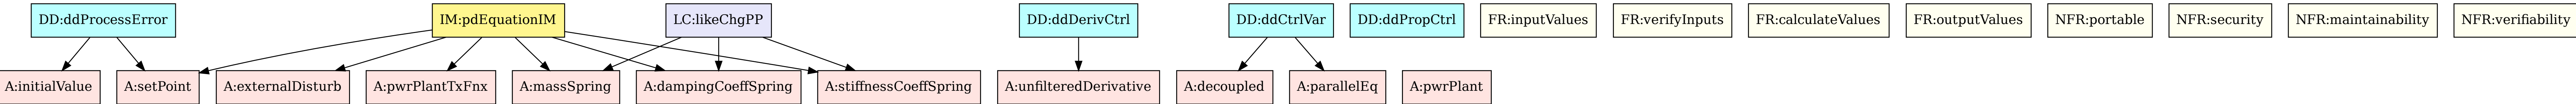 DD:ddProcessError
IM:pdEquationIM
LC:likeChgPP
DD:ddDerivCtrl
DD:ddCtrlVar
DD:ddPropCtrl
FR:inputValues
FR:verifyInputs
FR:calculateValues
FR:outputValues
NFR:portable
NFR:security
NFR:maintainability
NFR:verifiability
A:initialValue
A:setPoint
A:externalDisturb
A:pwrPlantTxFnx
A:massSpring
A:dampingCoeffSpring
A:stiffnessCoeffSpring
A:unfilteredDerivative
A:decoupled
A:parallelEq
A:pwrPlant